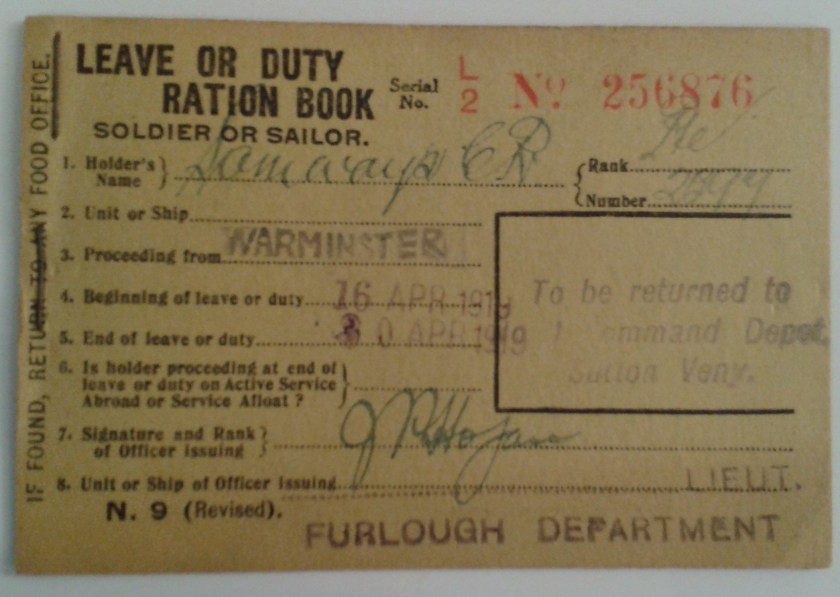 LEAVE OR DUTY
RATION BOOK
SOLDIER OR SAILOR.
Serial No. L/2 Nº 256876
1. Holder's Name } Samways C R.
{ Rank Pte
Number
2. Unit or Ship
3. Proceeding from WARMINSTER
4. Beginning of leave or duty 16 APR 1919
5. End of leave or duty 30 APR 1919
6. Is holder proceeding at end of
leave or duty on Active Service
Abroad or Service Afloat ?
To be returned to
1 ommand Depot,
Sutton Veny.
7. Signature and Rank
of Officer issuing
8. Unit or Ship of Officer issuing LIEUT.
N. 9 (Revised).
FURLOUGH DEPARTMENT
IF FOUND, RETURN TO ANY FOOD OFFICE.